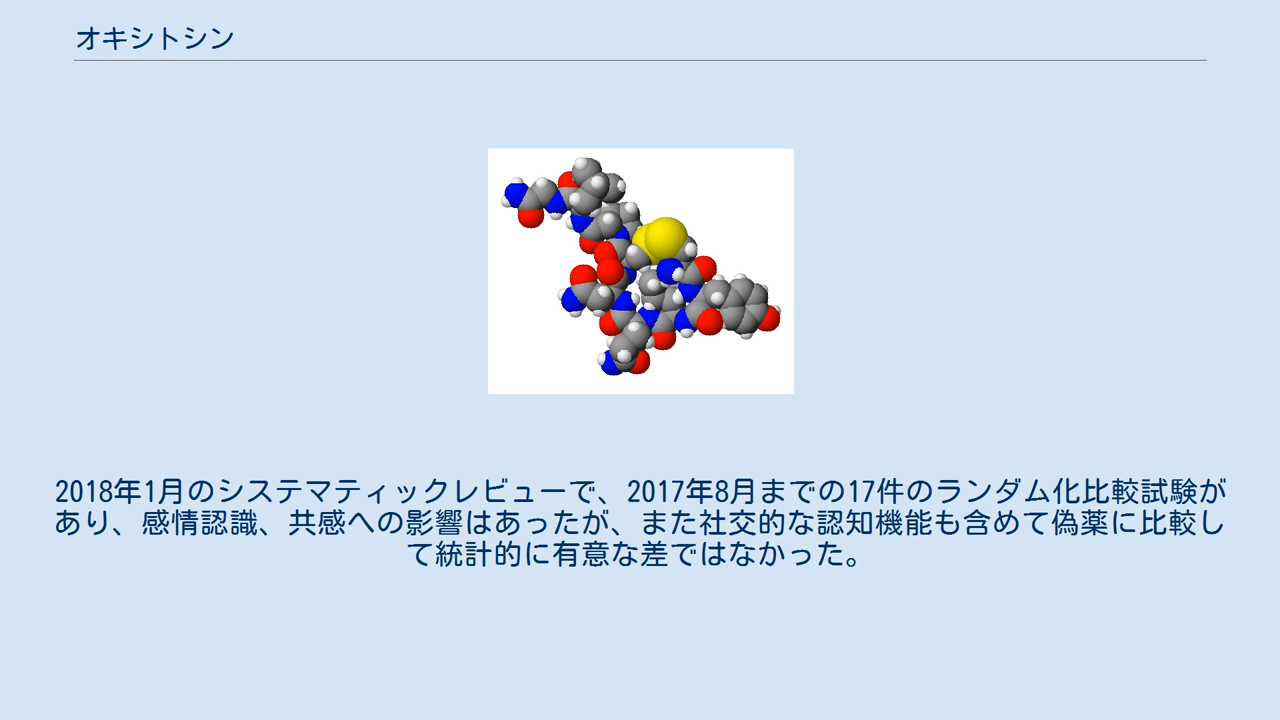 オキシトシン
2018年1月のシステマティックレビューで、2017年8月までの17件のランダム化比較試験が
あり、感情認識、共感への影響はあったが、また社交的な認知機能も含めて偽薬に比較し
て統計的に有意な差ではなかった。